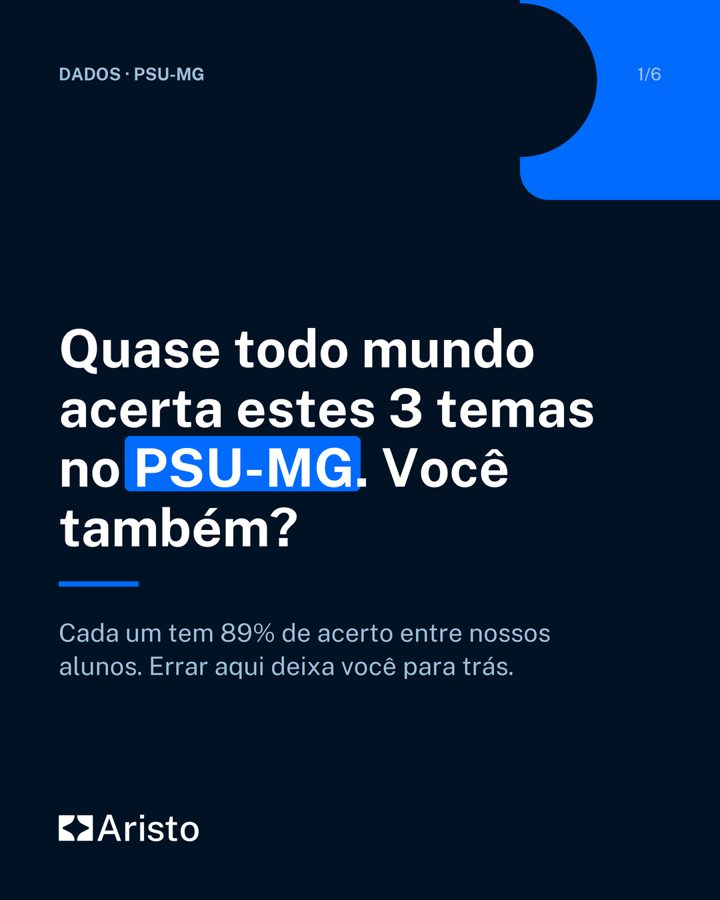 DADOS · PSU-MG
1/6
Quase todo mundo
acerta estes 3 temas
no PSU-MG. Você
também?
Cada um tem 89% de acerto entre nossos
alunos. Errar aqui deixa você para trás.
Aristo